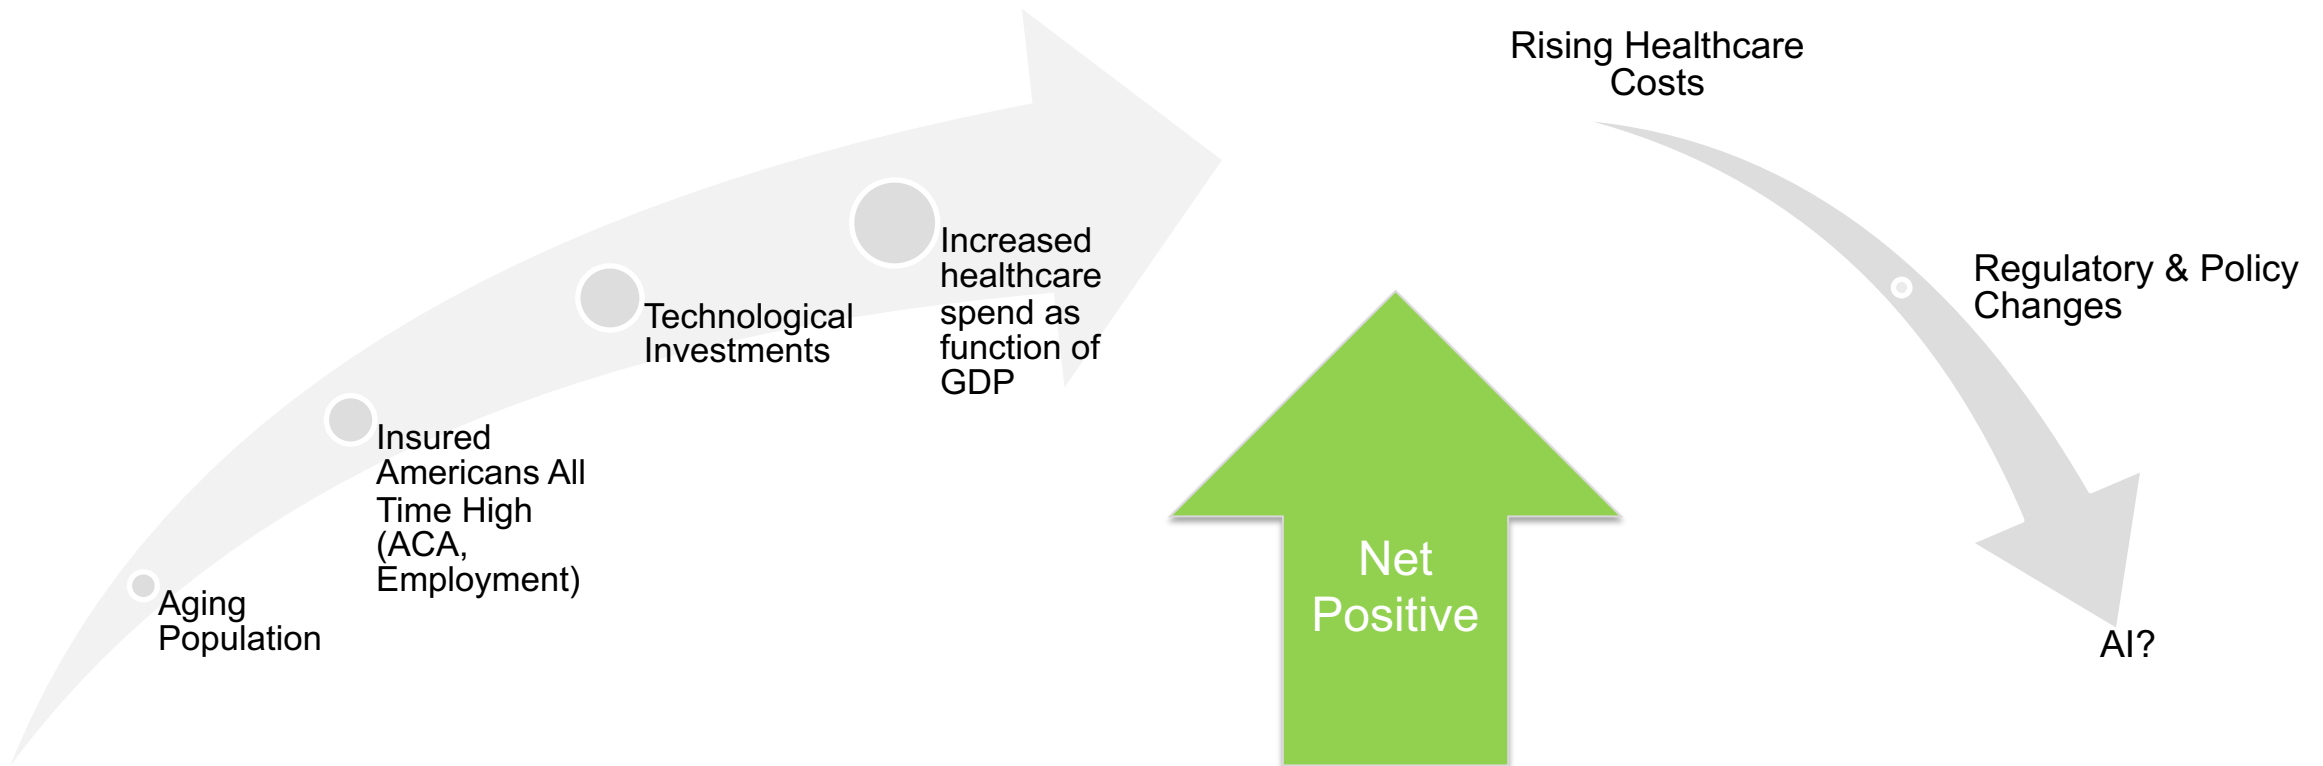 Aging
Population
Insured
Americans All
Time High
(ACA,
Employment)
Technological
Investments
Increased
healthcare
spend as
function of
GDP
Net
Positive
Rising Healthcare
Costs
Regulatory & Policy
Changes
AI?